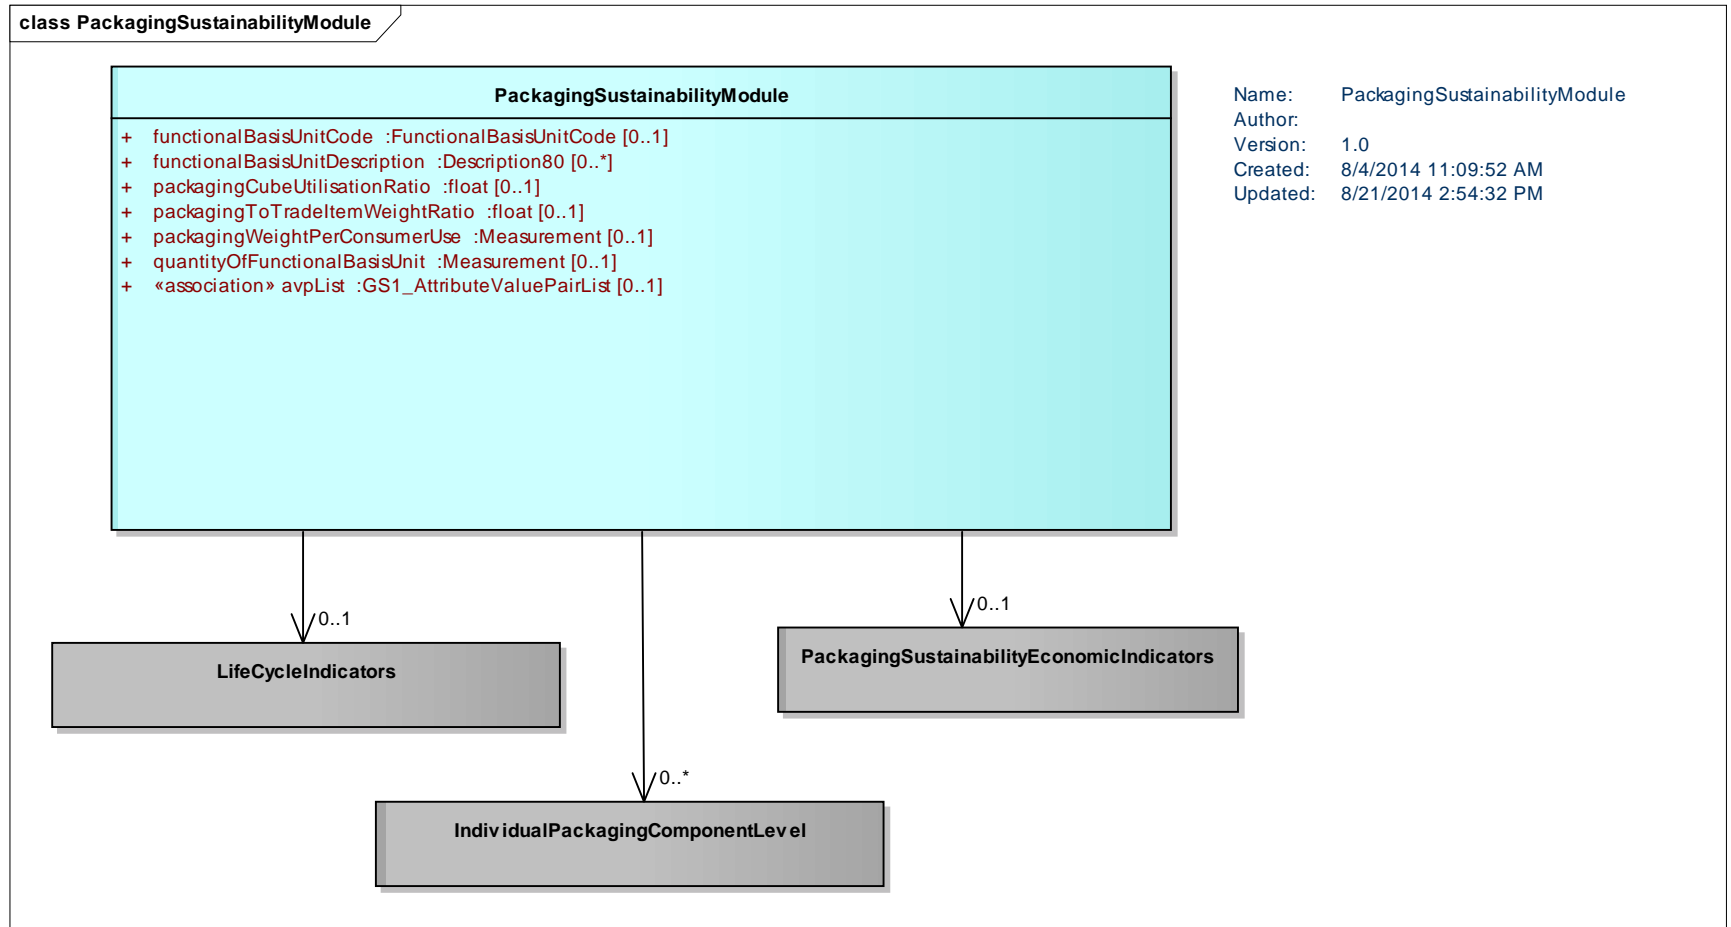 class PackagingSustainabilityModule
PackagingSustainabilityModule
+ functionalBasisUnitCode :FunctionalBasisUnitCode [0..1]
+ functionalBasisUnitDescription :Description80 [0..*]
+ packagingCubeUtilisationRatio :float [0..1]
+ packagingToTradeItemWeightRatio :float [0..1]
+ packagingWeightPerConsumerUse :Measurement [0..1]
+ quantityOfFunctionalBasisUnit :Measurement [0..1]
+ «association» avpList :GS1_AttributeValuePairList [0..1]
Name: PackagingSustainabilityModule
Author:
Version: 1.0
Created: 8/4/2014 11:09:52 AM
Updated: 8/21/2014 2:54:32 PM
0..1
0..1
LifeCycleIndicators
PackagingSustainabilityEconomicIndicators
0..*
IndividualPackagingComponentLevel